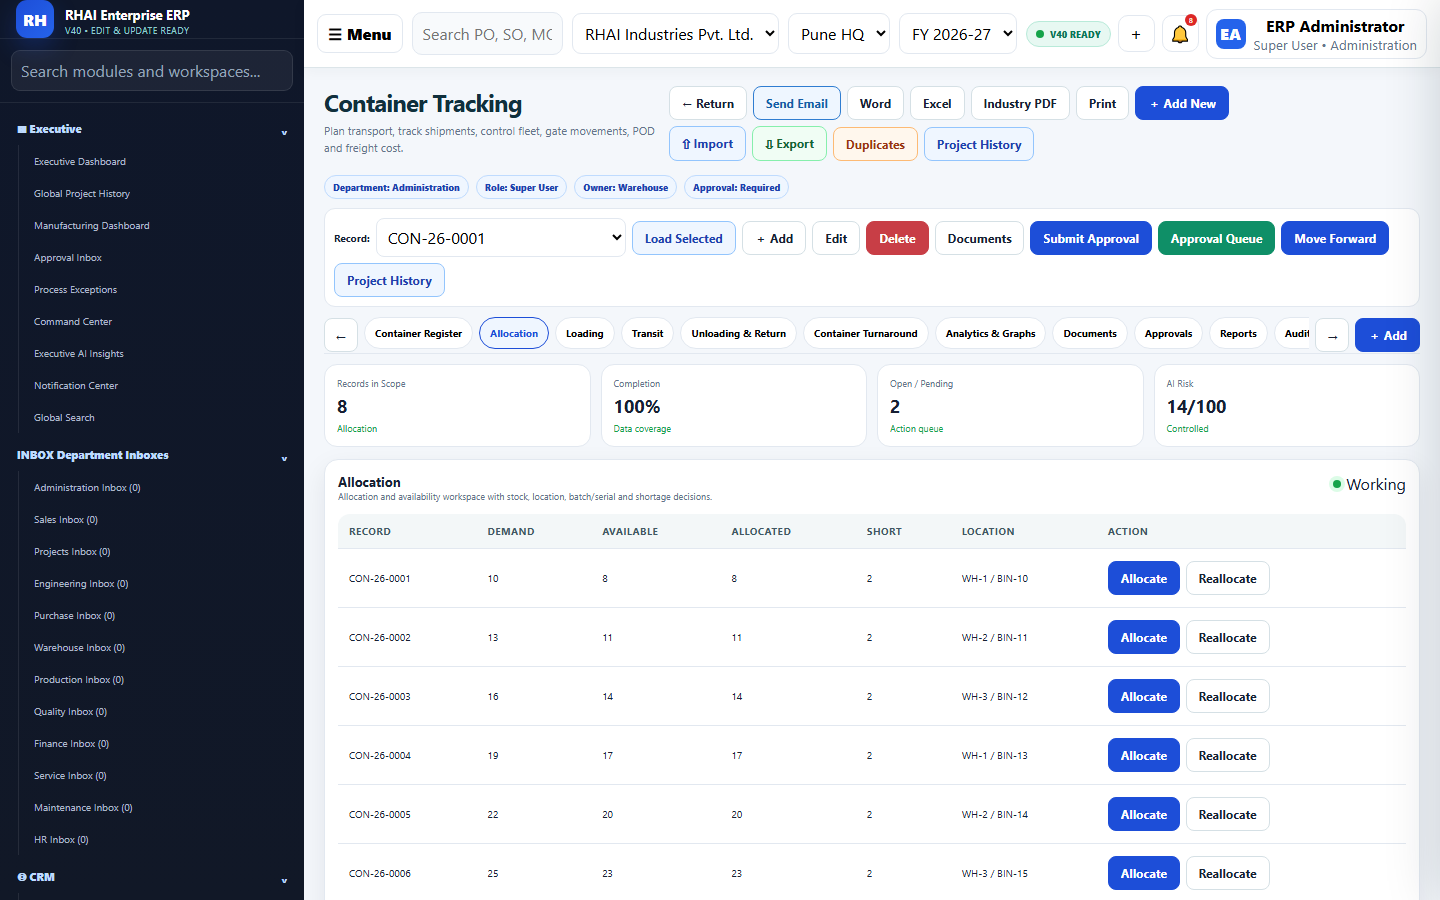 RH
RHAI Enterprise ERP
V40 • EDIT & UPDATE READY
Search modules and workspaces...
Executive
Executive Dashboard
Global Project History
Manufacturing Dashboard
Approval Inbox
Process Exceptions
Command Center
Executive AI Insights
Notification Center
Global Search
INBOX Department Inboxes
Administration Inbox (0)
Sales Inbox (0)
Projects Inbox (0)
Engineering Inbox (0)
Purchase Inbox (0)
Warehouse Inbox (0)
Production Inbox (0)
Quality Inbox (0)
Finance Inbox (0)
Service Inbox (0)
Maintenance Inbox (0)
HR Inbox (0)
CRM
☰ Menu
Search PO, SO, MO
RHAI Industries Pvt. Ltd.
Pune HQ
FY 2026-27
V40 READY
+
8
EA
ERP Administrator
Super User • Administration
Container Tracking
Plan transport, track shipments, control fleet, gate movements, POD
and freight cost.
← Return
Send Email
Word
Excel
Industry PDF
Print
+ Add New
⇧ Import
⇩ Export
Duplicates
Project History
Department: Administration
Role: Super User
Owner: Warehouse
Approval: Required
Record:
CON-26-0001
Load Selected
+ Add
Edit
Delete
Documents
Submit Approval
Approval Queue
Move Forward
Project History
←
Container Register
Allocation
Loading
Transit
Unloading & Return
Container Turnaround
Analytics & Graphs
Documents
Approvals
Reports
Audit
→
+ Add
Records in Scope
8
Allocation
Completion
100%
Data coverage
Open / Pending
2
Action queue
AI Risk
14/100
Controlled
Allocation
Allocation and availability workspace with stock, location, batch/serial and shortage decisions.
Working
RECORD DEMAND AVAILABLE ALLOCATED SHORT LOCATION ACTION
CON-26-0001 10 8 8 2 WH-1 / BIN-10 Allocate Reallocate
CON-26-0002 13 11 11 2 WH-2 / BIN-11 Allocate Reallocate
CON-26-0003 16 14 14 2 WH-3 / BIN-12 Allocate Reallocate
CON-26-0004 19 17 17 2 WH-1 / BIN-13 Allocate Reallocate
CON-26-0005 22 20 20 2 WH-2 / BIN-14 Allocate Reallocate
CON-26-0006 25 23 23 2 WH-3 / BIN-15 Allocate Reallocate